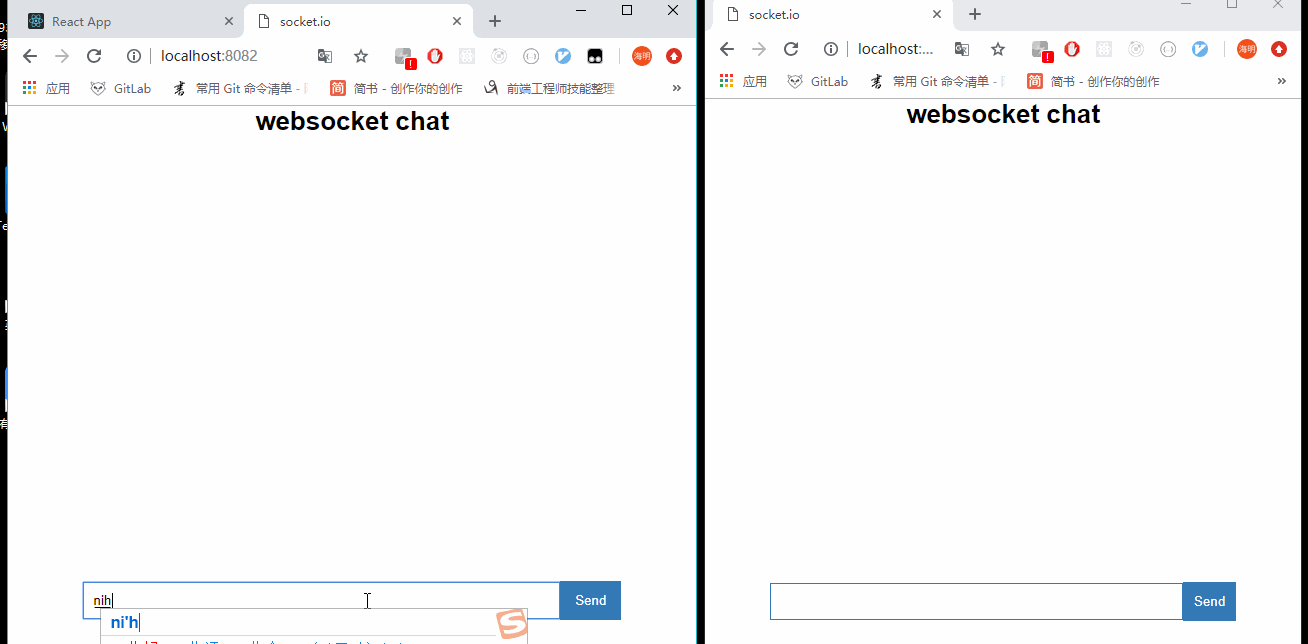 React App
socket.io
localhost:8082
应用
GitLab
常用 Git 命令清单 -
简书 - 创作你的创作
前端工程师技能整理
websocket chat
nih
Send
ni'h
socket.io
localhost:...
应用
GitLab
常用 Git 命令清单 -
简书 - 创作你的创作
websocket chat
Send